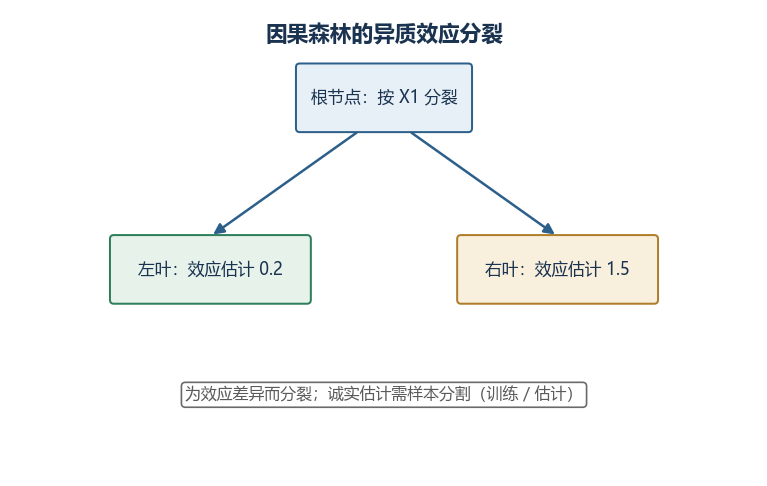 因果森林的异质效应分裂
根节点：按 X1 分裂
左叶：效应估计 0.2
右叶：效应估计 1.5
为效应差异而分裂；诚实估计需样本分割（训练 / 估计）